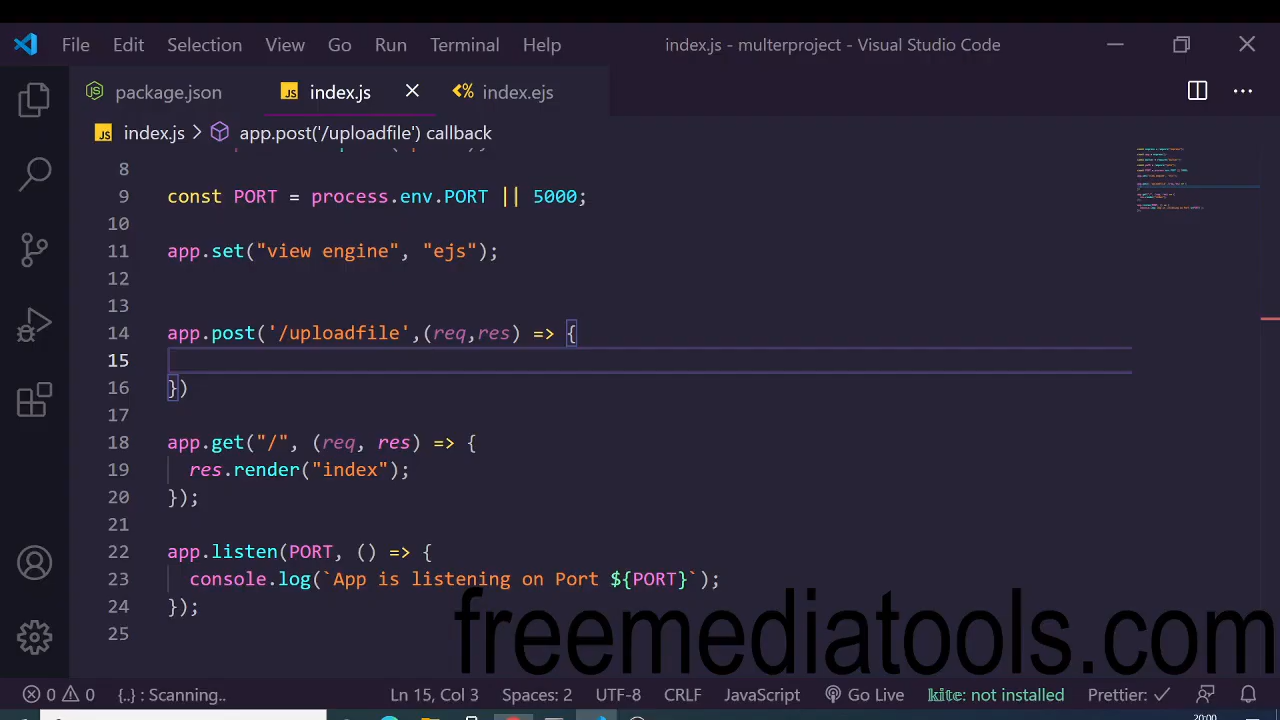 File Edit Selection View Go Run Terminal Help index.js - multerproject - Visual Studio Code
package.json index.js index.ejs
JS index.js > app.post('/uploadfile') callback
8
9 const PORT = process.env.PORT || 5000;
10
11 app.set("view engine", "ejs");
12
13
14 app.post('/uploadfile',(req,res) => {
15
16 })
17
18 app.get("/", (req, res) => {
19 res.render("index");
20 });
21
22 app.listen(PORT, () => {
23 console.log(`App is listening on Port ${PORT}`);
24 });
25
freemediatools.com
0 0 {..} : Scanning.. Ln 15, Col 3 Spaces: 2 UTF-8 CRLF JavaScript Go Live kite: not installed Prettier: ✓
20:00